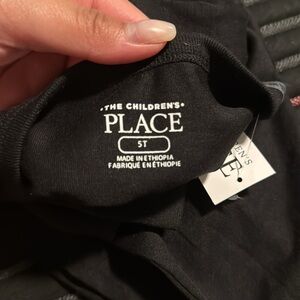 THE CHILDREN'S
PLACE
5T
MADE IN ETHIOPIA
FABRIQUÉ EN ÉTHIOPIE